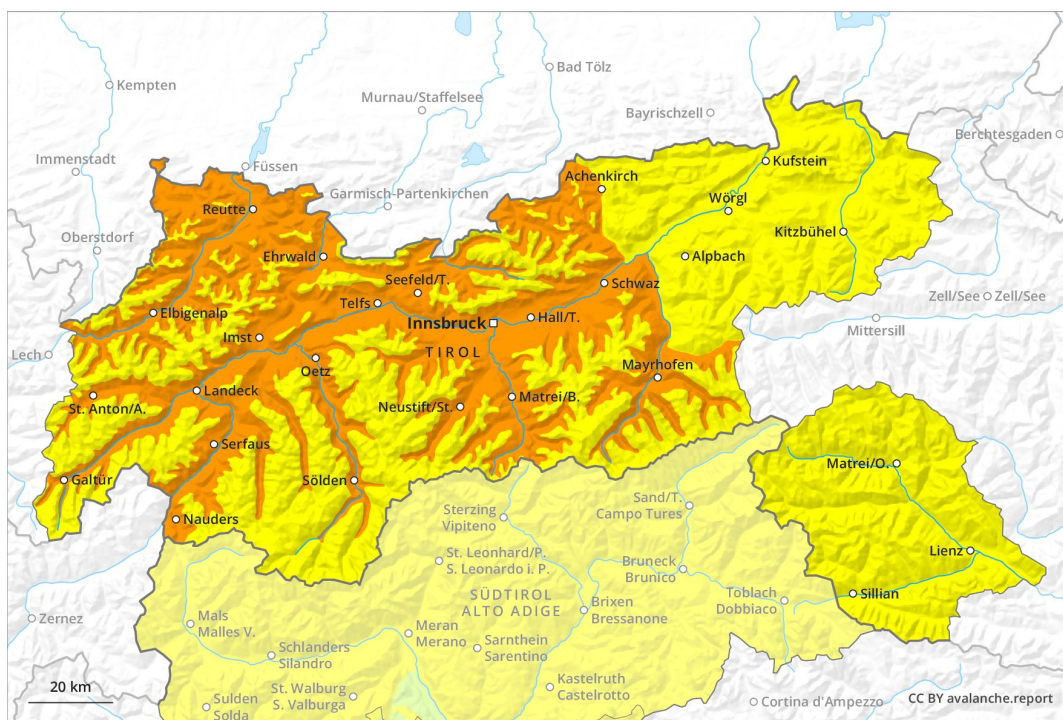 Kempten
Bad Tölz
Murnau/Staffelsee
Bayrischzell
Berchtesgaden
Immenstadt
Füssen
Kufstein
Garmisch-Partenkirchen
Achenkirch
Reutte
Wörgl
Oberstdorf
Kitzbühel
Ehrwald
Alpbach
Seefeld/T.
Schwaz
Telfs
Zell/See
Zell/See
Elbigenalp
Innsbruck
Hall/T.
Mittersill
Imst
Lech
TIROL
Oetz
Mayrhofen
Landeck
St. Anton/A.
Neustift/St.
Matrei/B.
Serfaus
Matrei/O.
Galtür
Sölden
Sand/T.
Campo Tures
Sterzing
Vipiteno
Nauders
Lienz
St. Leonhard/P.
S. Leonardo i. P.
Bruneck
Brunico
SÜDTIROL
ALTO ADIGE
Sillian
Toblach
Dobbiaco
Brixen
Bressanone
Zernez
Mals
Malles V.
Meran
Merano
Sarnthein
Sarentino
Schlanders
Silandro
Kastelruth
Castelrotto
20 km
St. Walburg
S. Valburga
Sulden
Solda
Cortina d'Ampezzo
CC BY avalanche.report